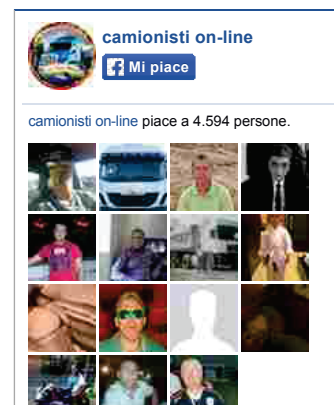 camionisti on-line
Mi piace
camionisti on-line piace a 4.594 persone.